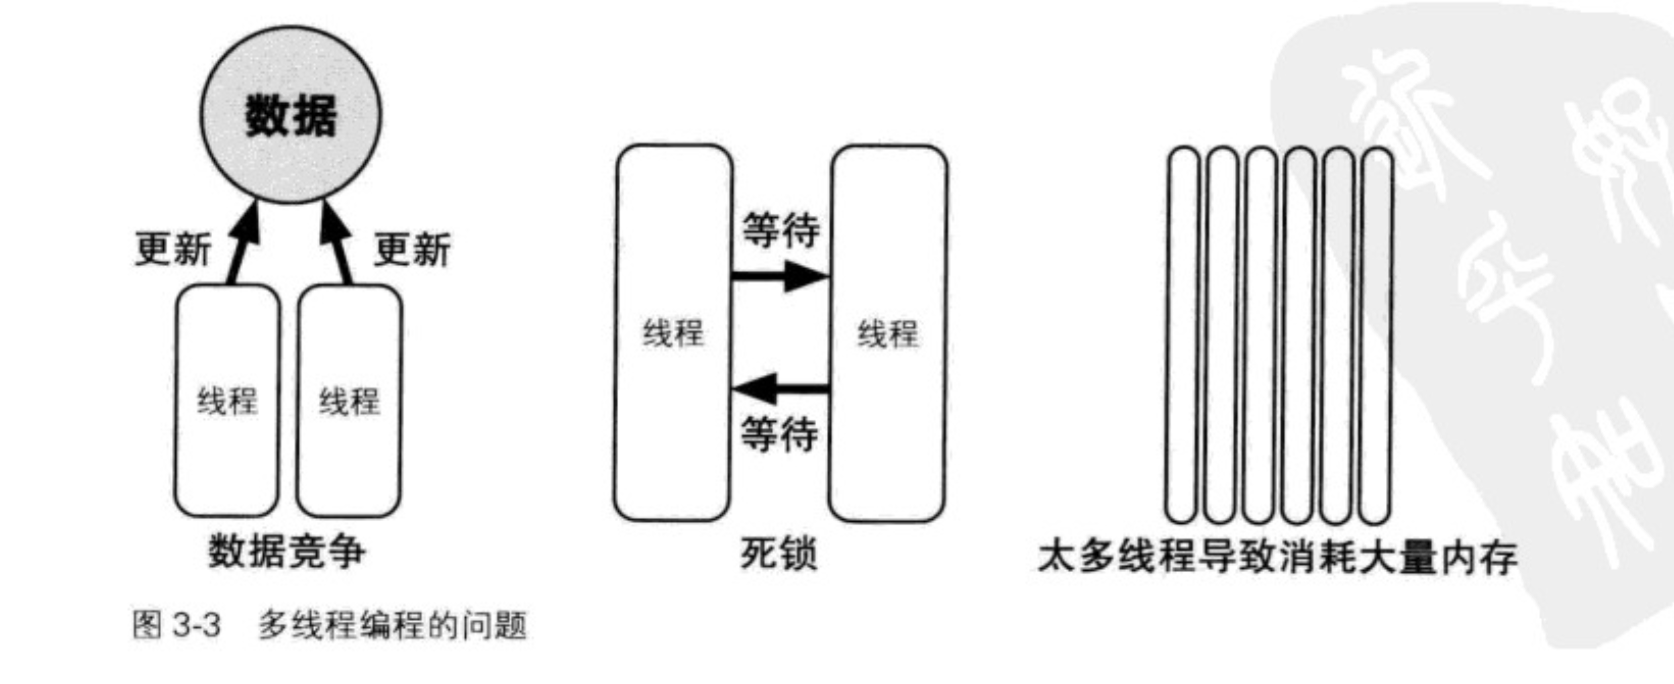 数据
更新 更新
线程 线程
数据竞争
等待
线程 线程
等待
死锁
太多线程导致消耗大量内存
图 3-3 多线程编程的问题